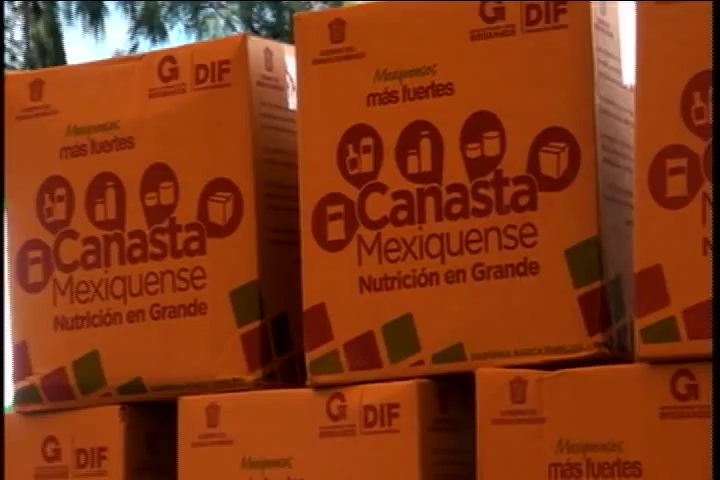 G DIF
Mexiquenses
más fuertes
Canasta
Mexiquense
Nutrición en Grande
G DIF
Mexiquenses
más fuertes
Canasta
Mexiquense
Nutrición en Grande
G DIF
G DIF
Mexiquenses
G
Mexiquenses
más fuertes